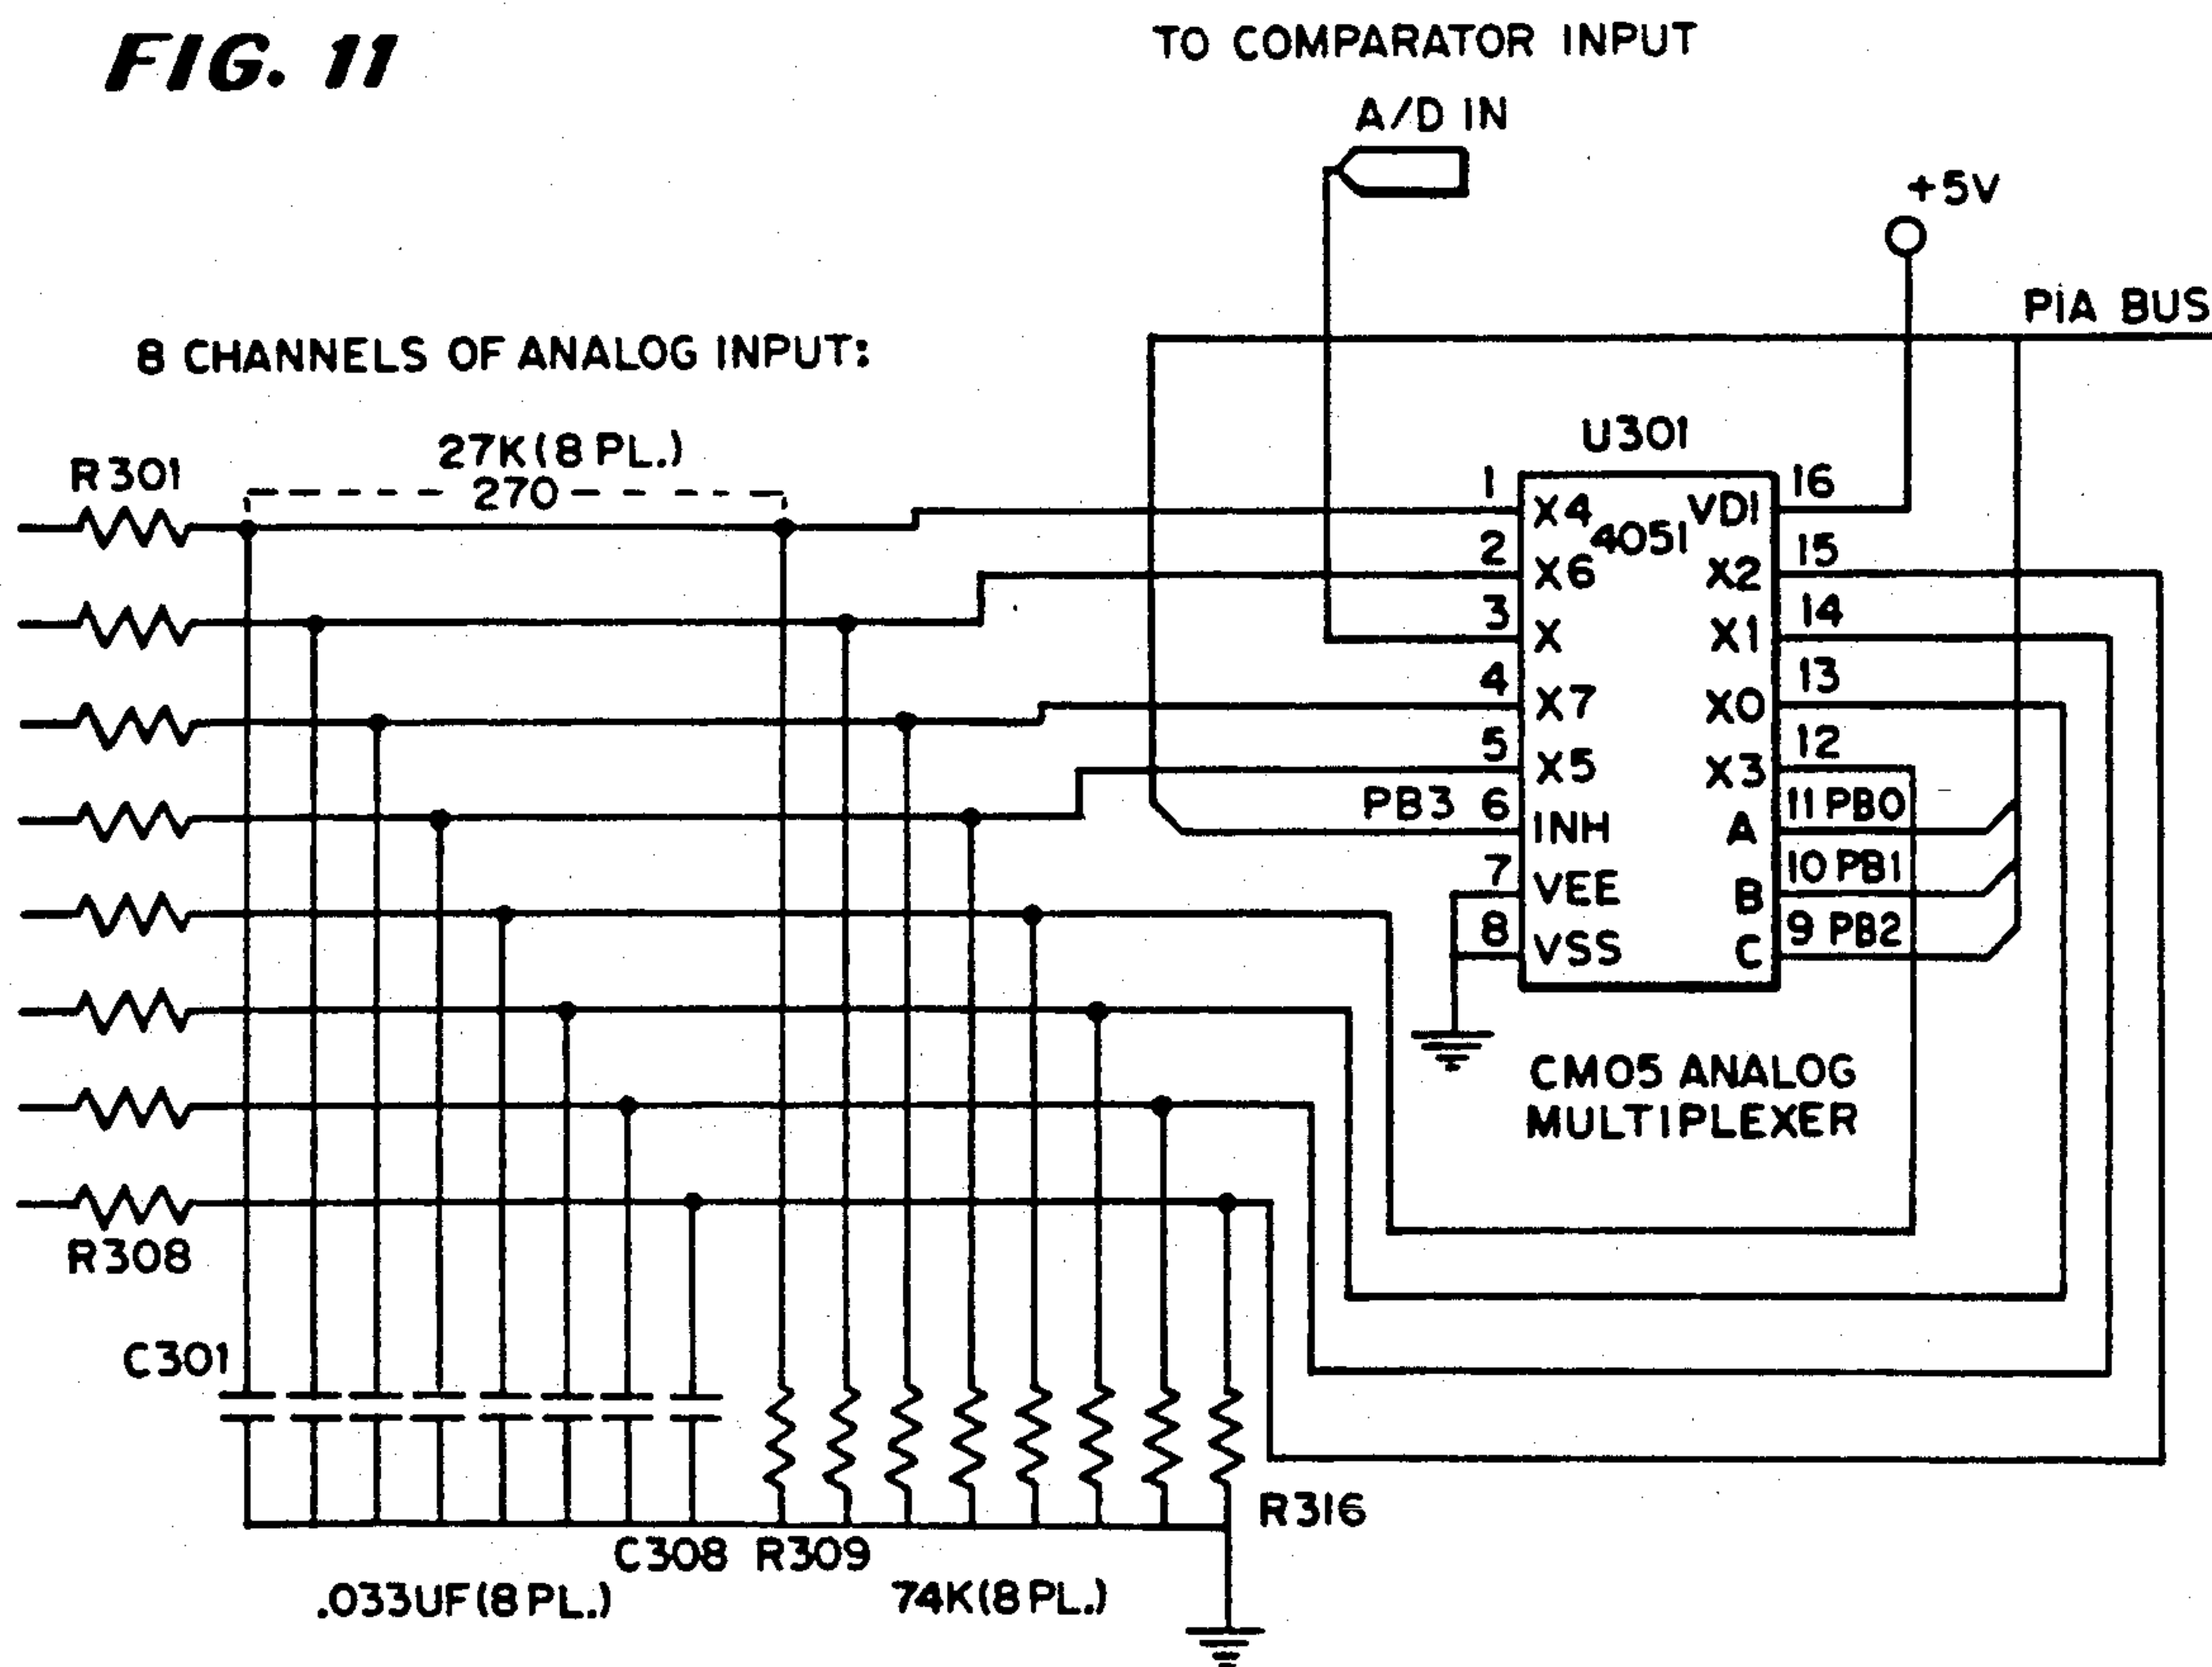 FIG. 11
TO COMPARATOR INPUT
A/D IN
+5V
PIA BUS
8 CHANNELS OF ANALOG INPUT:
27K(8 PL.)
270
R301
U301
4051
1 X4
2 X6
3 X
4 X7
5 X5
PB3 6 INH
7 VEE
8 VSS
VDI 16
X2 15
X1 14
X0 13
X3 12
A 11 PB0
B 10 PB1
C 9 PB2
CM05 ANALOG
MULTIPLEXER
R308
C301
R316
C308 R309
.033UF(8 PL.)
74K(8 PL.)